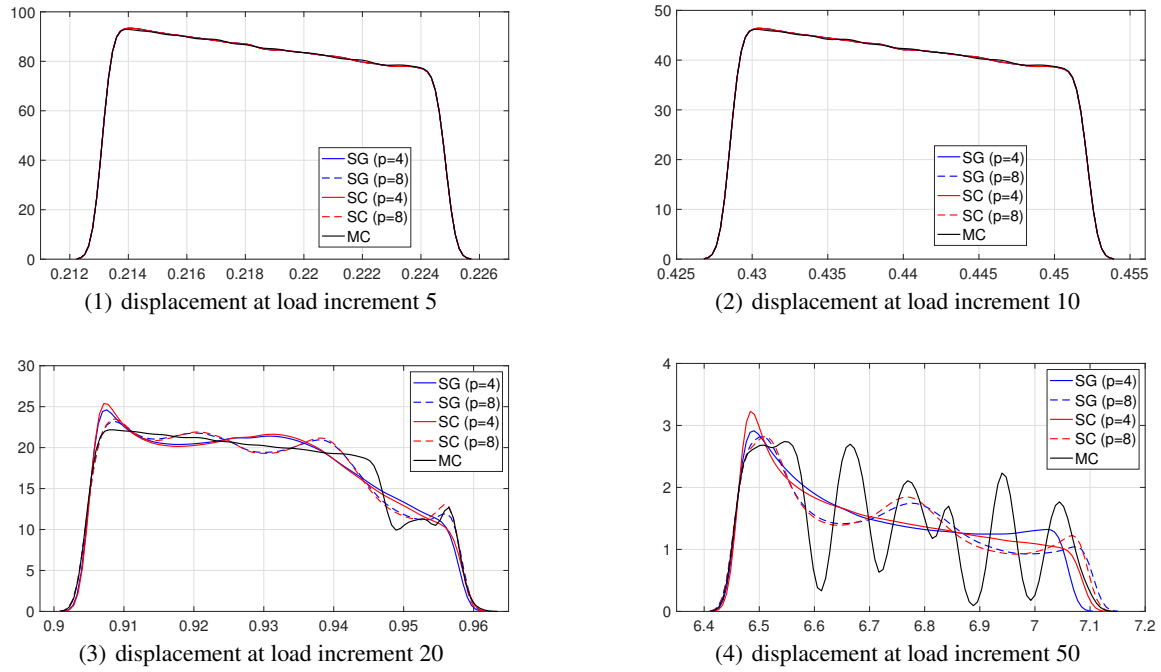 100
80
60
40
20
0
SG (p=4)
SG (p=8)
SC (p=4)
SC (p=8)
MC
0.212 0.214 0.216 0.218 0.22 0.222 0.224 0.226
(1) displacement at load increment 5
50
40
30
20
10
0
SG (p=4)
SG (p=8)
SC (p=4)
SC (p=8)
MC
0.425 0.43 0.435 0.44 0.445 0.45 0.455
(2) displacement at load increment 10
30
25
20
15
10
5
0
SG (p=4)
SG (p=8)
SC (p=4)
SC (p=8)
MC
0.9 0.91 0.92 0.93 0.94 0.95 0.96
(3) displacement at load increment 20
4
3
2
1
0
SG (p=4)
SG (p=8)
SC (p=4)
SC (p=8)
MC
6.4 6.5 6.6 6.7 6.8 6.9 7 7.1 7.2
(4) displacement at load increment 50